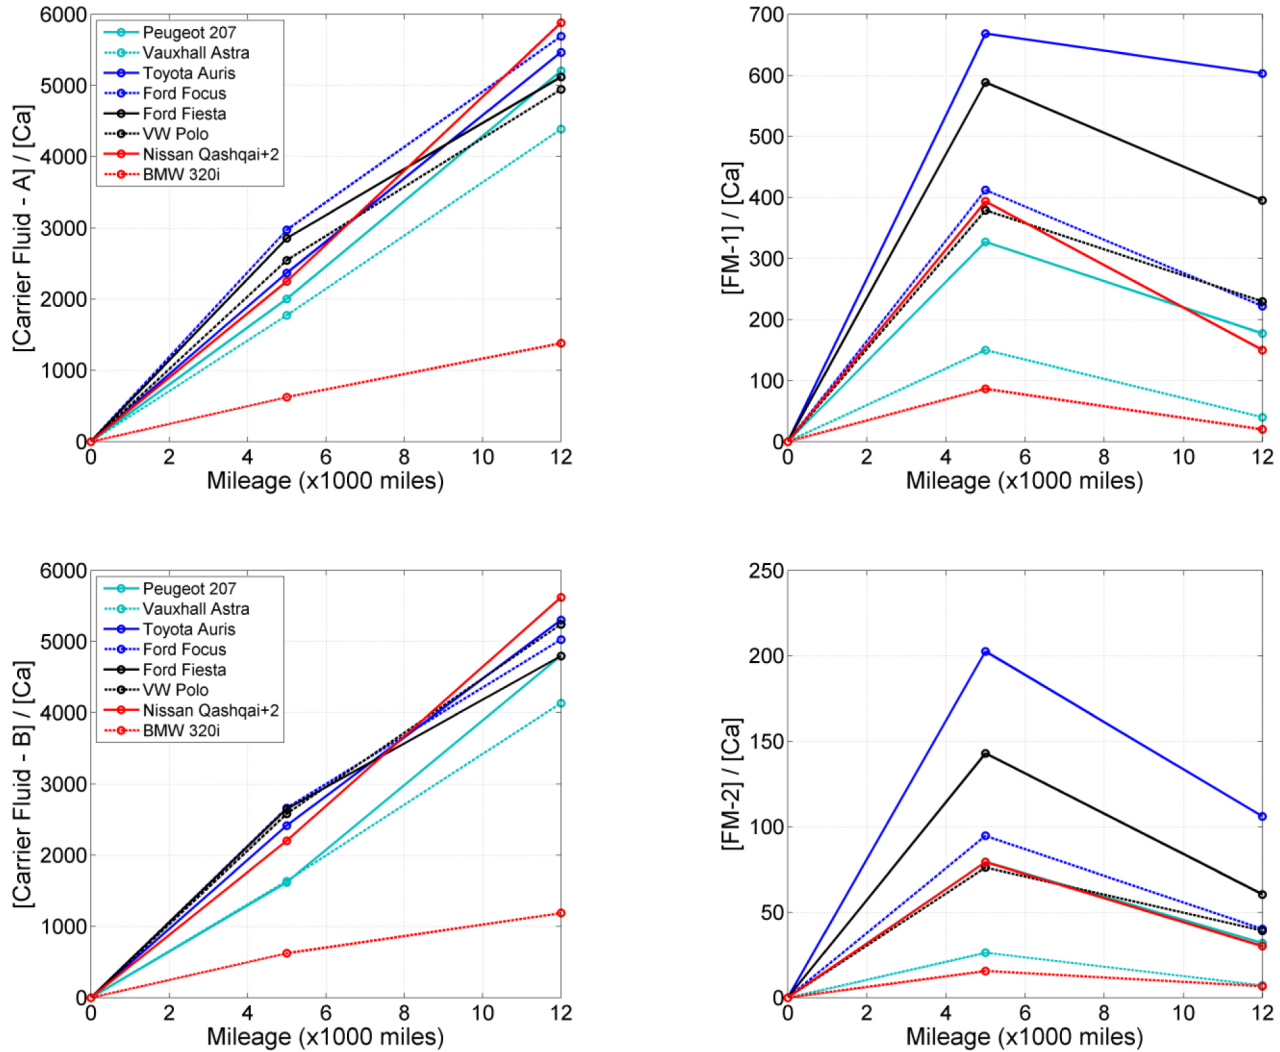 6000
5000
4000
3000
2000
1000
0
[Carrier Fluid - A] / [Ca]
Peugeot 207
Vauxhall Astra
Toyota Auris
Ford Focus
Ford Fiesta
VW Polo
Nissan Qashqai+2
BMW 320i
0 2 4 6 8 10 12
Mileage (x1000 miles)
700
600
500
400
300
200
100
0
[FM-1] / [Ca]
0 2 4 6 8 10 12
Mileage (x1000 miles)
6000
5000
4000
3000
2000
1000
0
[Carrier Fluid - B] / [Ca]
Peugeot 207
Vauxhall Astra
Toyota Auris
Ford Focus
Ford Fiesta
VW Polo
Nissan Qashqai+2
BMW 320i
0 2 4 6 8 10 12
Mileage (x1000 miles)
250
200
150
100
50
0
[FM-2] / [Ca]
0 2 4 6 8 10 12
Mileage (x1000 miles)